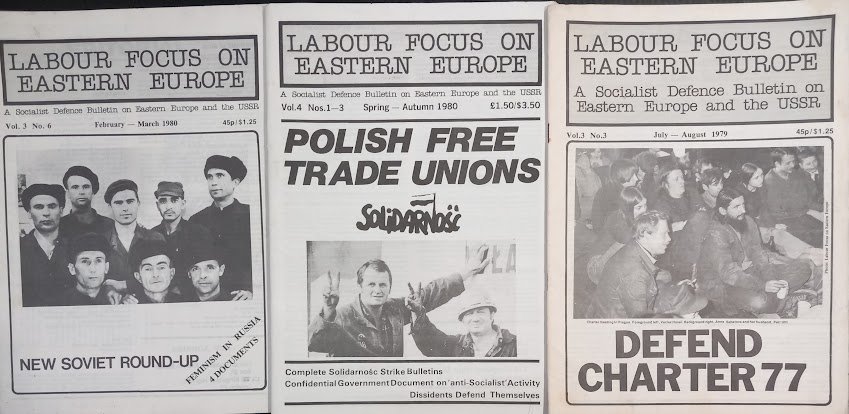 LABOUR FOCUS ON
EASTERN EUROPE
A Socialist Defence Bulletin on Eastern Europe and the USSR
Vol. 3 No. 6 February — March 1980 45p/$1.25
NEW SOVIET ROUND-UP
FEMINISM IN RUSSIA
4 DOCUMENTS
LABOUR FOCUS ON
EASTERN EUROPE
A Socialist Defence Bulletin on Eastern Europe and the USSR
Vol.4 Nos.1—3 Spring — Autumn 1980 £1.50/$3.50
POLISH FREE
TRADE UNIONS
SOLIDARNOŚĆ
Complete Solidarnośc Strike Bulletins
Confidential Government Document on 'anti-Socialist' Activity
Dissidents Defend Themselves
LABOUR FOCUS ON
EASTERN EUROPE
A Socialist Defence Bulletin on
Eastern Europe and the USSR
Vol.3 No.3 July — August 1979 45p/$1.25
DEFEND
CHARTER 77